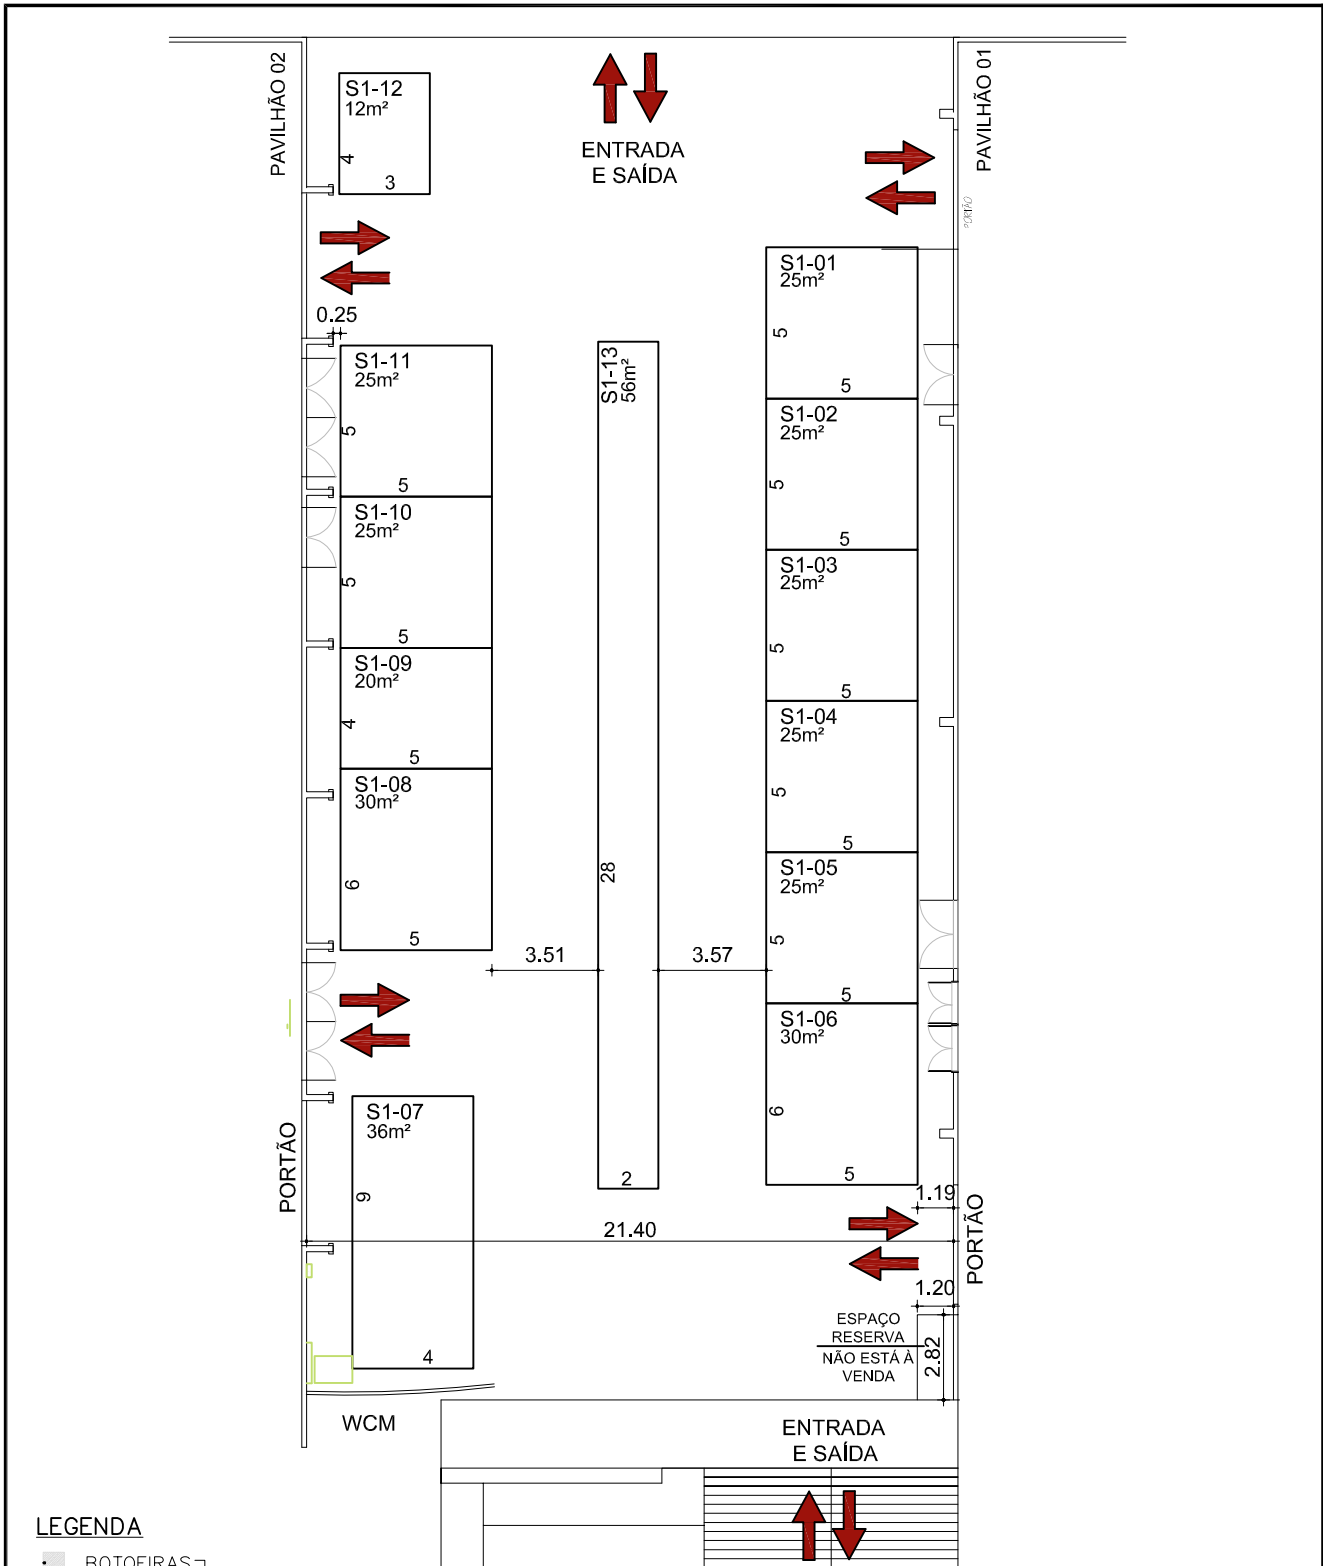 PAVILHÃO 02
PAVILHÃO 01
S1-12
12m²
4
3
ENTRADA
E SAÍDA
PORTÃO
0.25
S1-01
25m²
5
5
S1-11
25m²
5
5
S1-13
56m²
28
2
S1-02
25m²
5
5
S1-10
25m²
5
5
S1-03
25m²
5
5
S1-09
20m²
4
5
S1-04
25m²
5
5
S1-08
30m²
6
5
S1-05
25m²
5
5
3.51
3.57
S1-06
30m²
6
5
S1-07
36m²
9
4
PORTÃO
1.19
PORTÃO
21.40
1.20
ESPAÇO
RESERVA
NÃO ESTÁ À
VENDA
2.82
WCM
ENTRADA
E SAÍDA
LEGENDA
BOTOEIRAS